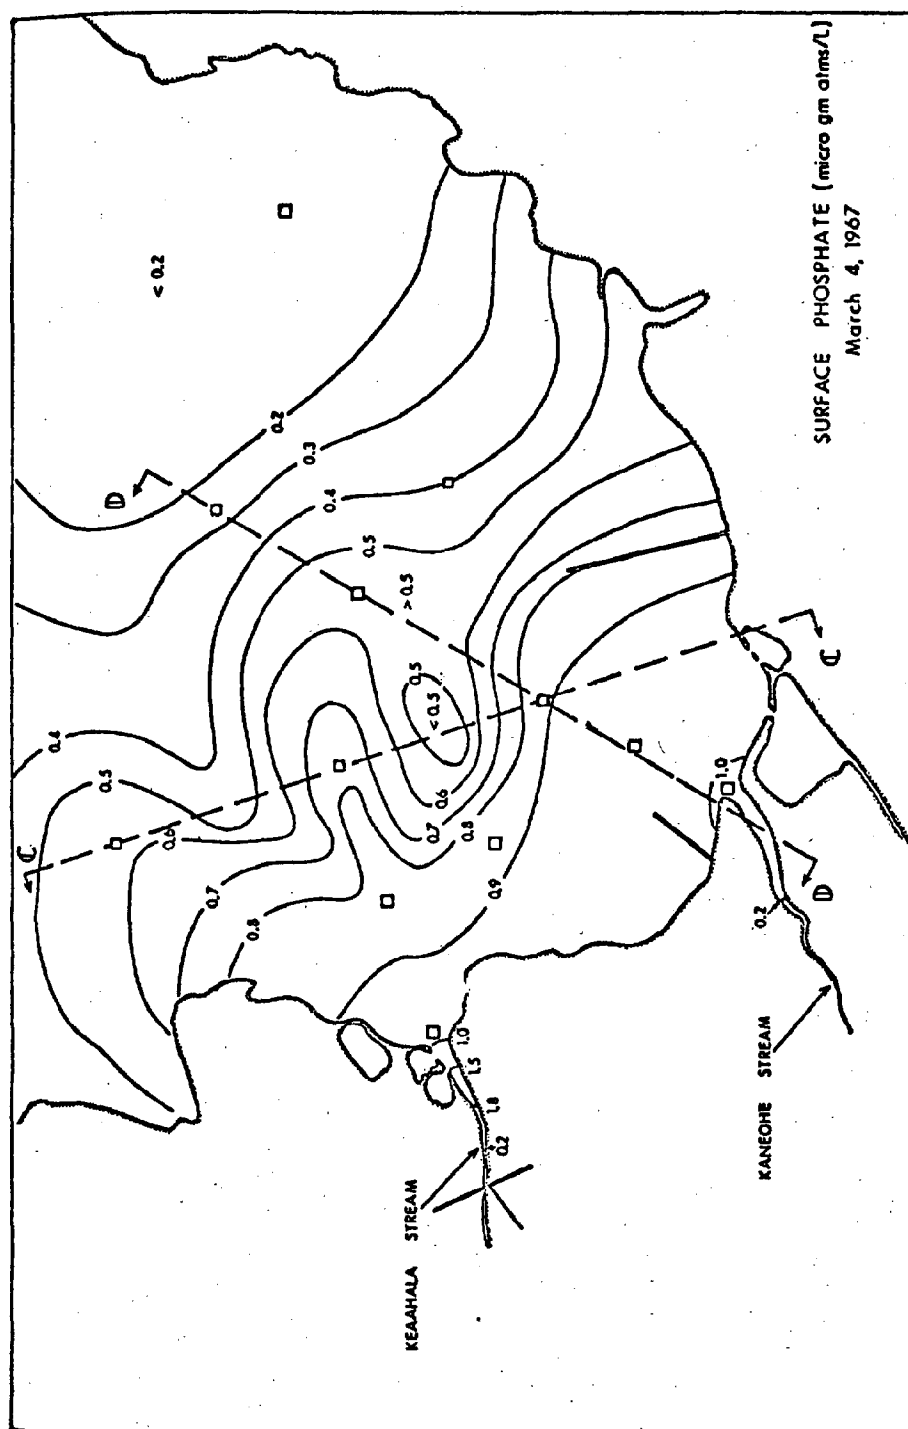 SURFACE PHOSPHATE (micro gm atms/L)
March 4, 1967
< 0.2
0.2
0.3
0.4
0.5
> 0.5
0.5
< 0.5
0.6
0.7
0.8
0.9
0.4
0.5
0.6
0.7
0.8
D
D
C
C
1.0
0.2
1.0
1.5
1.8
0.2
KEAAHALA STREAM
KANEOHE STREAM